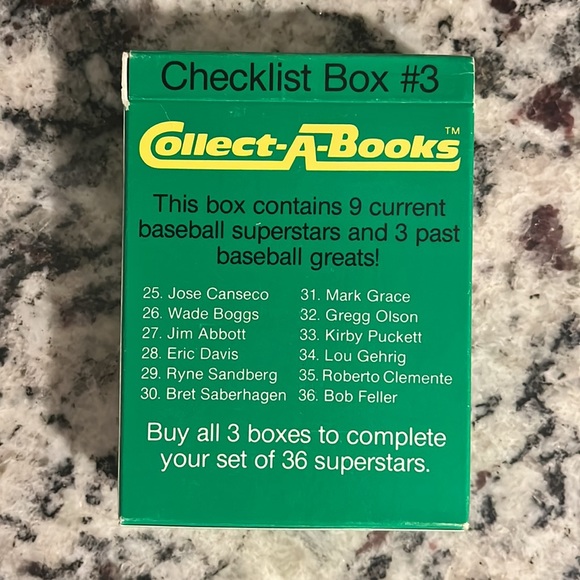 Checklist Box #3
Collect-A-Books™
This box contains 9 current
baseball superstars and 3 past
baseball greats!
25. Jose Canseco
26. Wade Boggs
27. Jim Abbott
28. Eric Davis
29. Ryne Sandberg
30. Bret Saberhagen
31. Mark Grace
32. Gregg Olson
33. Kirby Puckett
34. Lou Gehrig
35. Roberto Clemente
36. Bob Feller
Buy all 3 boxes to complete
your set of 36 superstars.